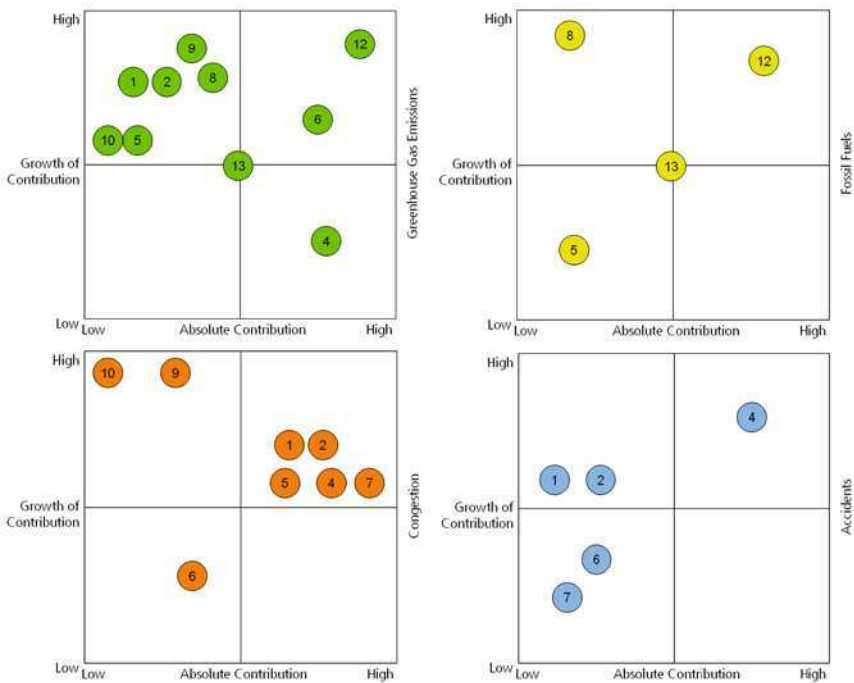 High
9
12
1
2
8
6
10
5
Growth of
Contribution
13
4
Low
Low
Absolute Contribution
High
Greenhouse Gas Emissions
High
8
12
Growth of
Contribution
13
5
Low
Low
Absolute Contribution
High
Fossil Fuels
High
10
9
1
2
5
4
7
Growth of
Contribution
6
Low
Low
Absolute Contribution
High
Congestion
High
4
1
2
Growth of
Contribution
6
7
Low
Low
Absolute Contribution
High
Accidents